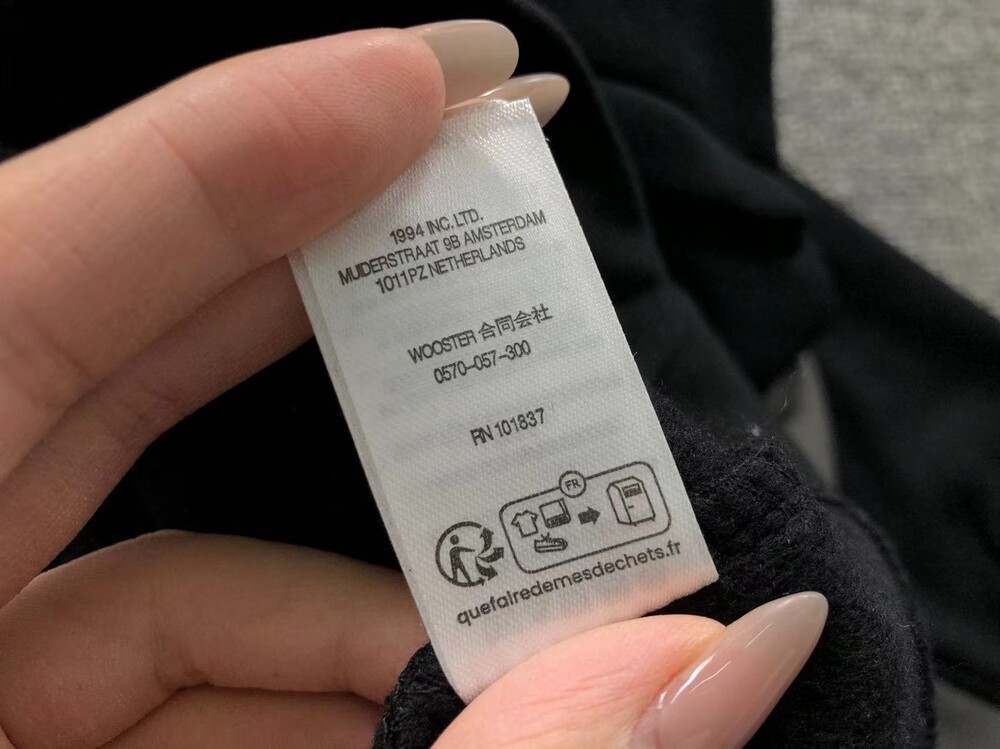 1994 INC. LTD.
MUIDERSTRAAT 9B AMSTERDAM
1011PZ NETHERLANDS
WOOSTER 合同会社
0570-057-300
RN 101837
FR
quefairedemesdechets.fr